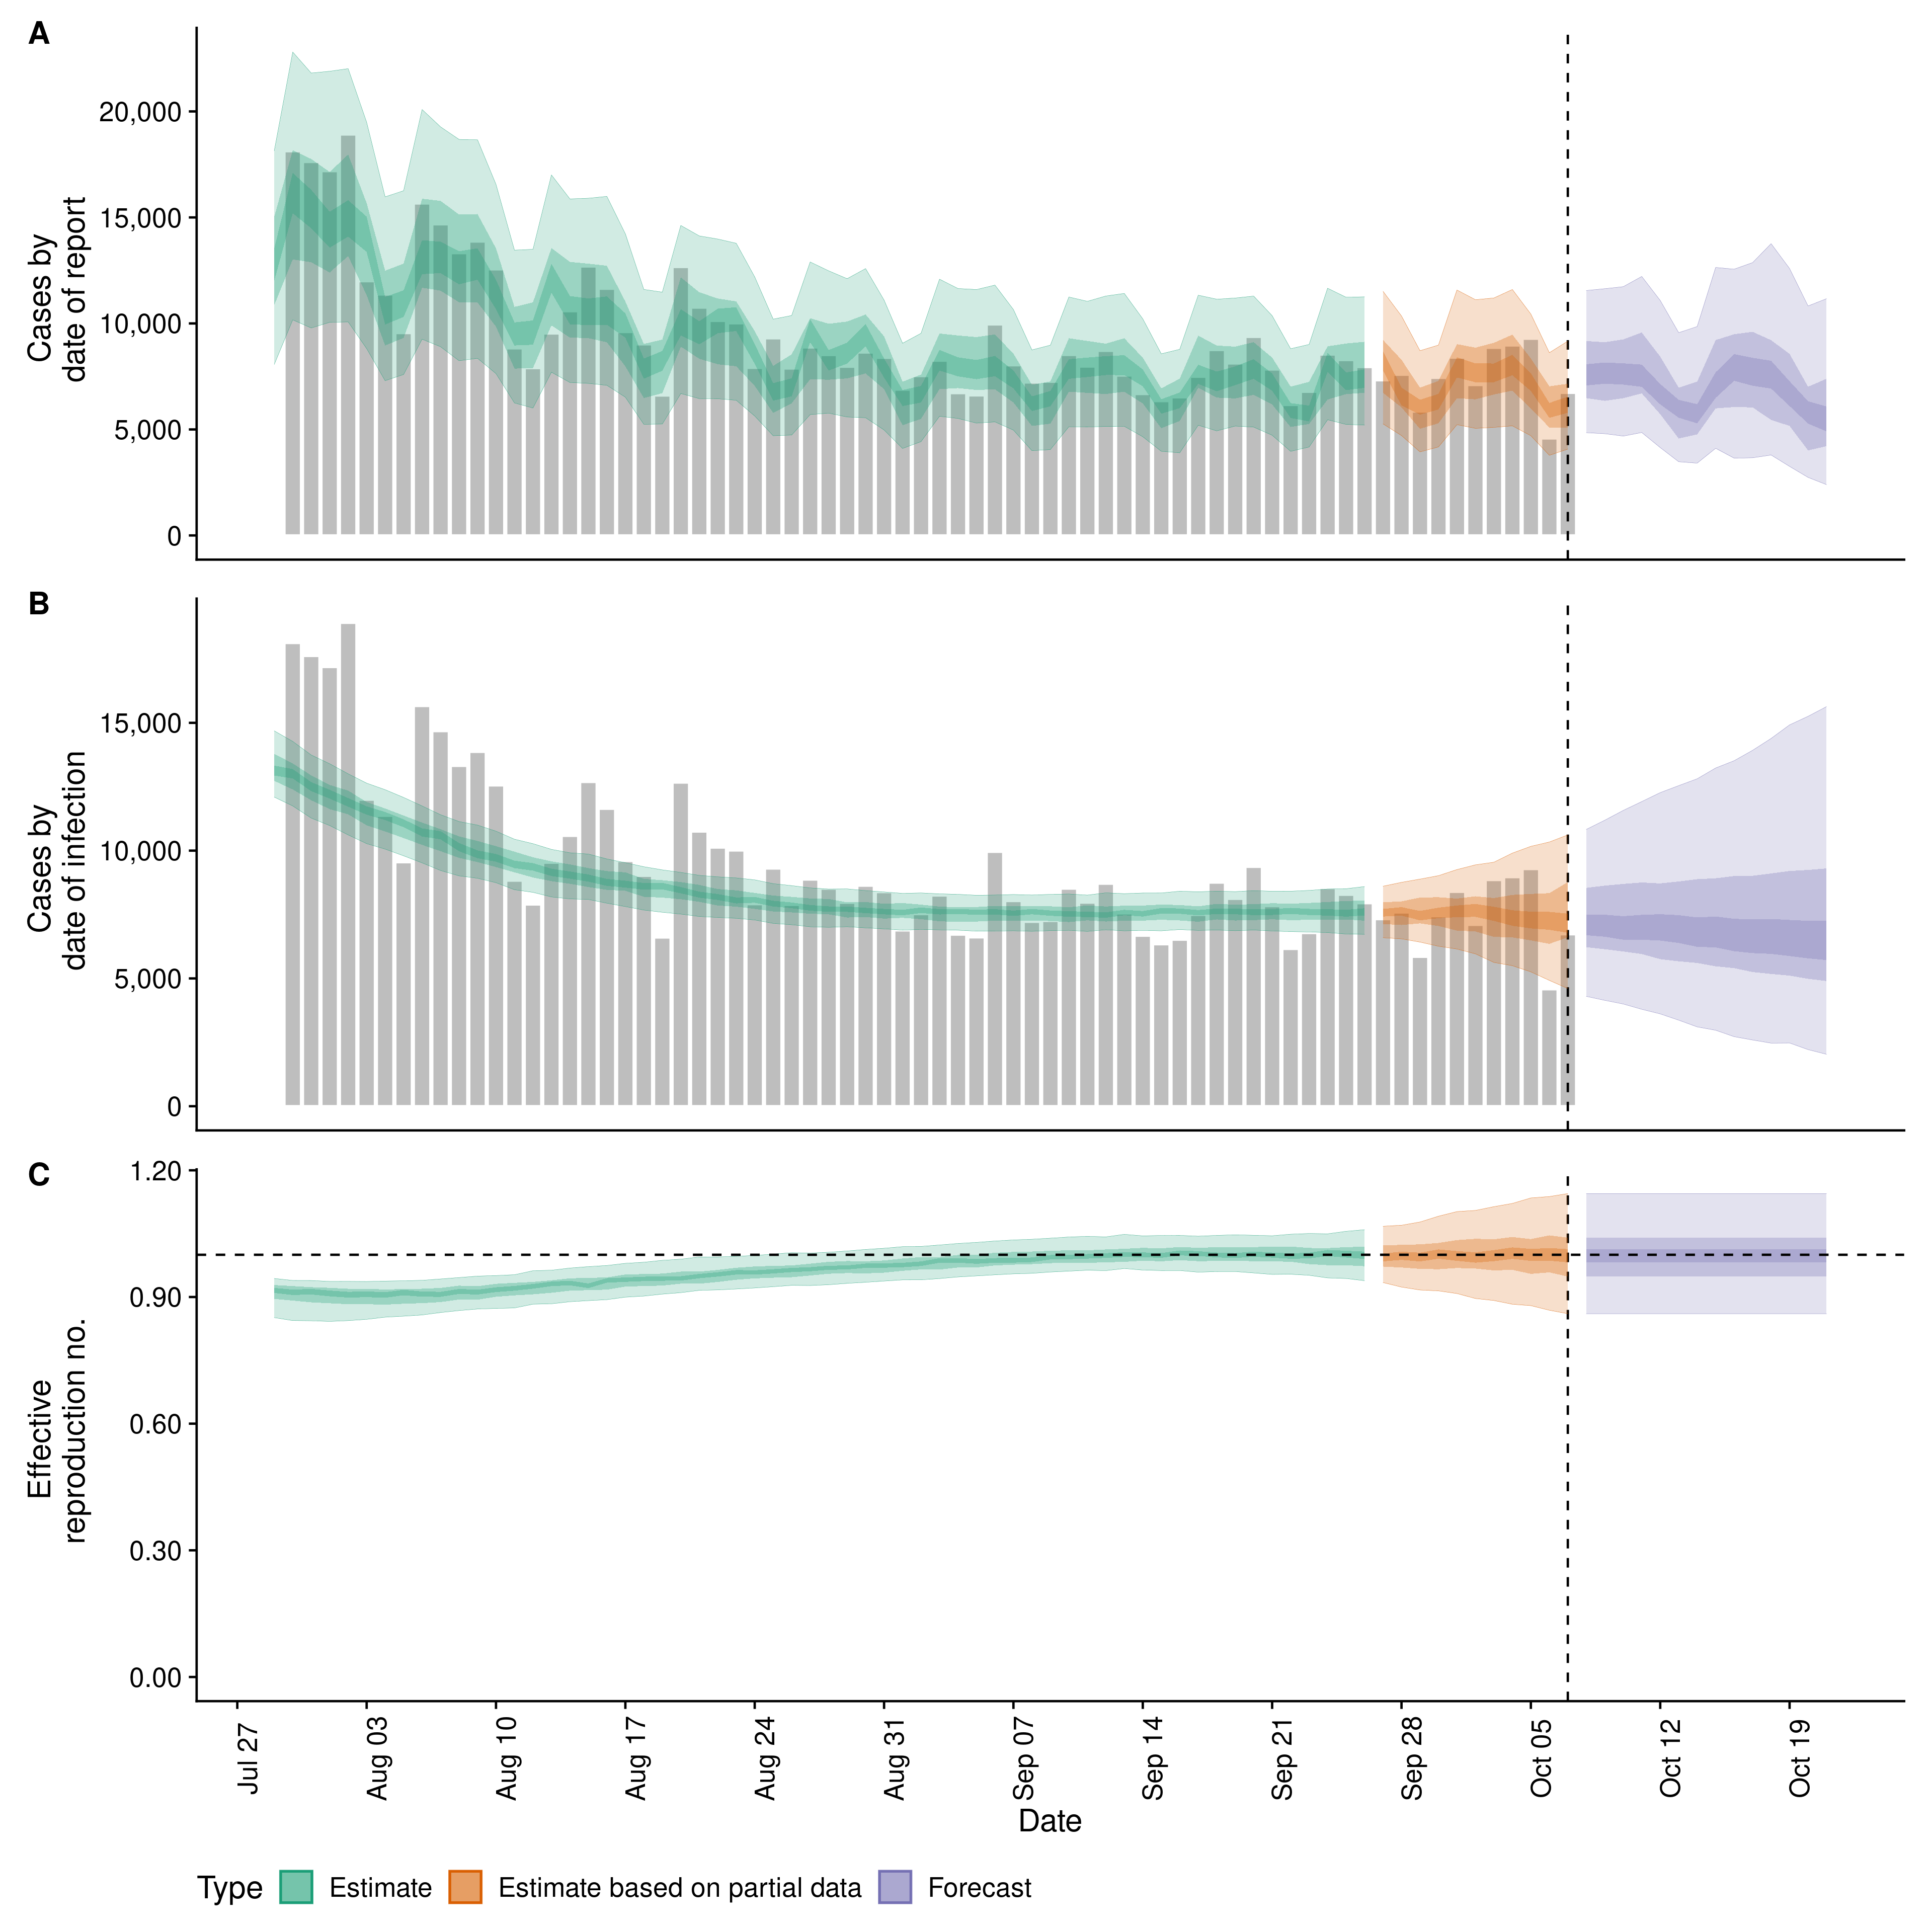 A
Cases by
date of report
20,000
15,000
10,000
5,000
0
B
Cases by
date of infection
15,000
10,000
5,000
0
C
Effective
reproduction no.
1.20
0.90
0.60
0.30
0.00
Jul 27
Aug 03
Aug 10
Aug 17
Aug 24
Aug 31
Sep 07
Sep 14
Sep 21
Sep 28
Oct 05
Oct 12
Oct 19
Date
Type Estimate Estimate based on partial data Forecast